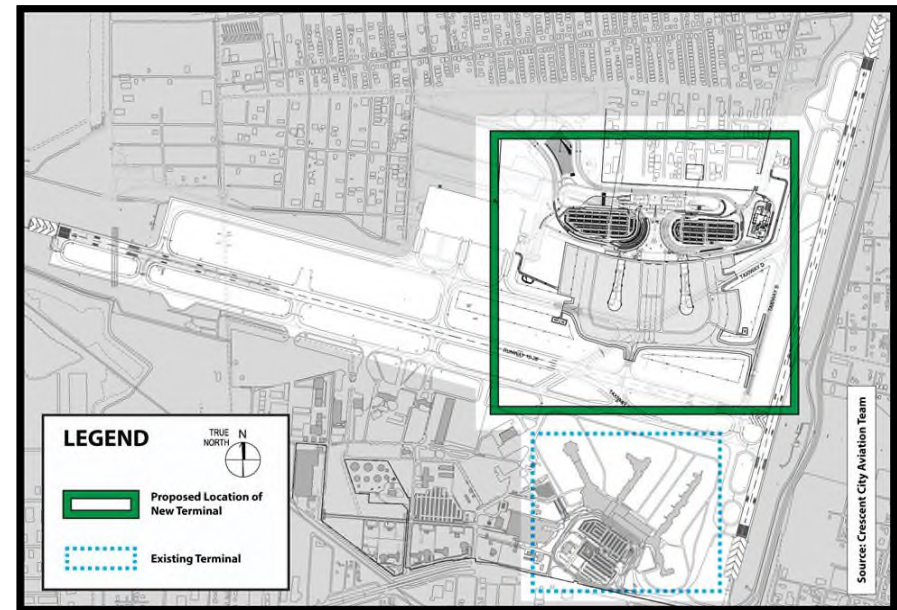 TAXIWAY D
TAXIWAY B
RUNWAY 10-28
TAXIWAY
LEGEND
TRUE
NORTH
N
Proposed Location of
New Terminal
Existing Terminal
Source: Crescent City Aviation Team